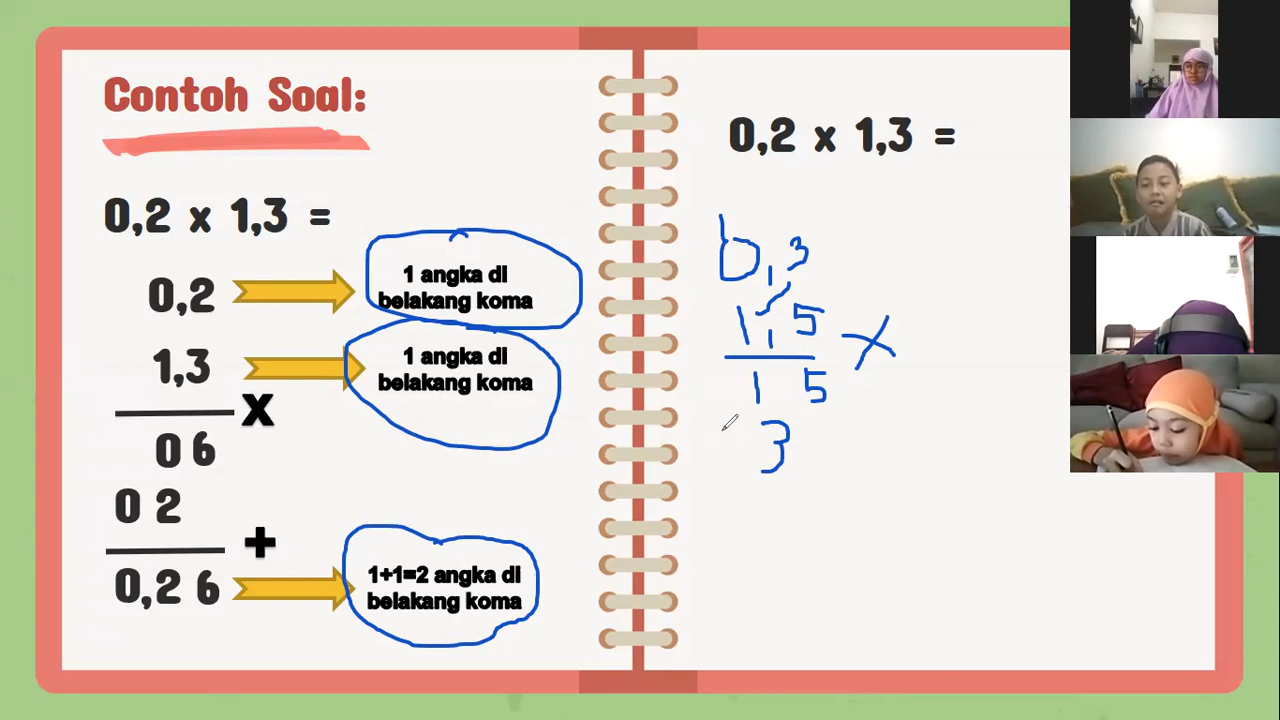 Contoh Soal:
0,2 x 1,3 =
0,2
1 angka di
belakang koma
1,3
1 angka di
belakang koma
x
0 6
0 2
+
0,2 6
1+1=2 angka di
belakang koma
0,2 x 1,3 =
0,3
1,5 x
1 5
3